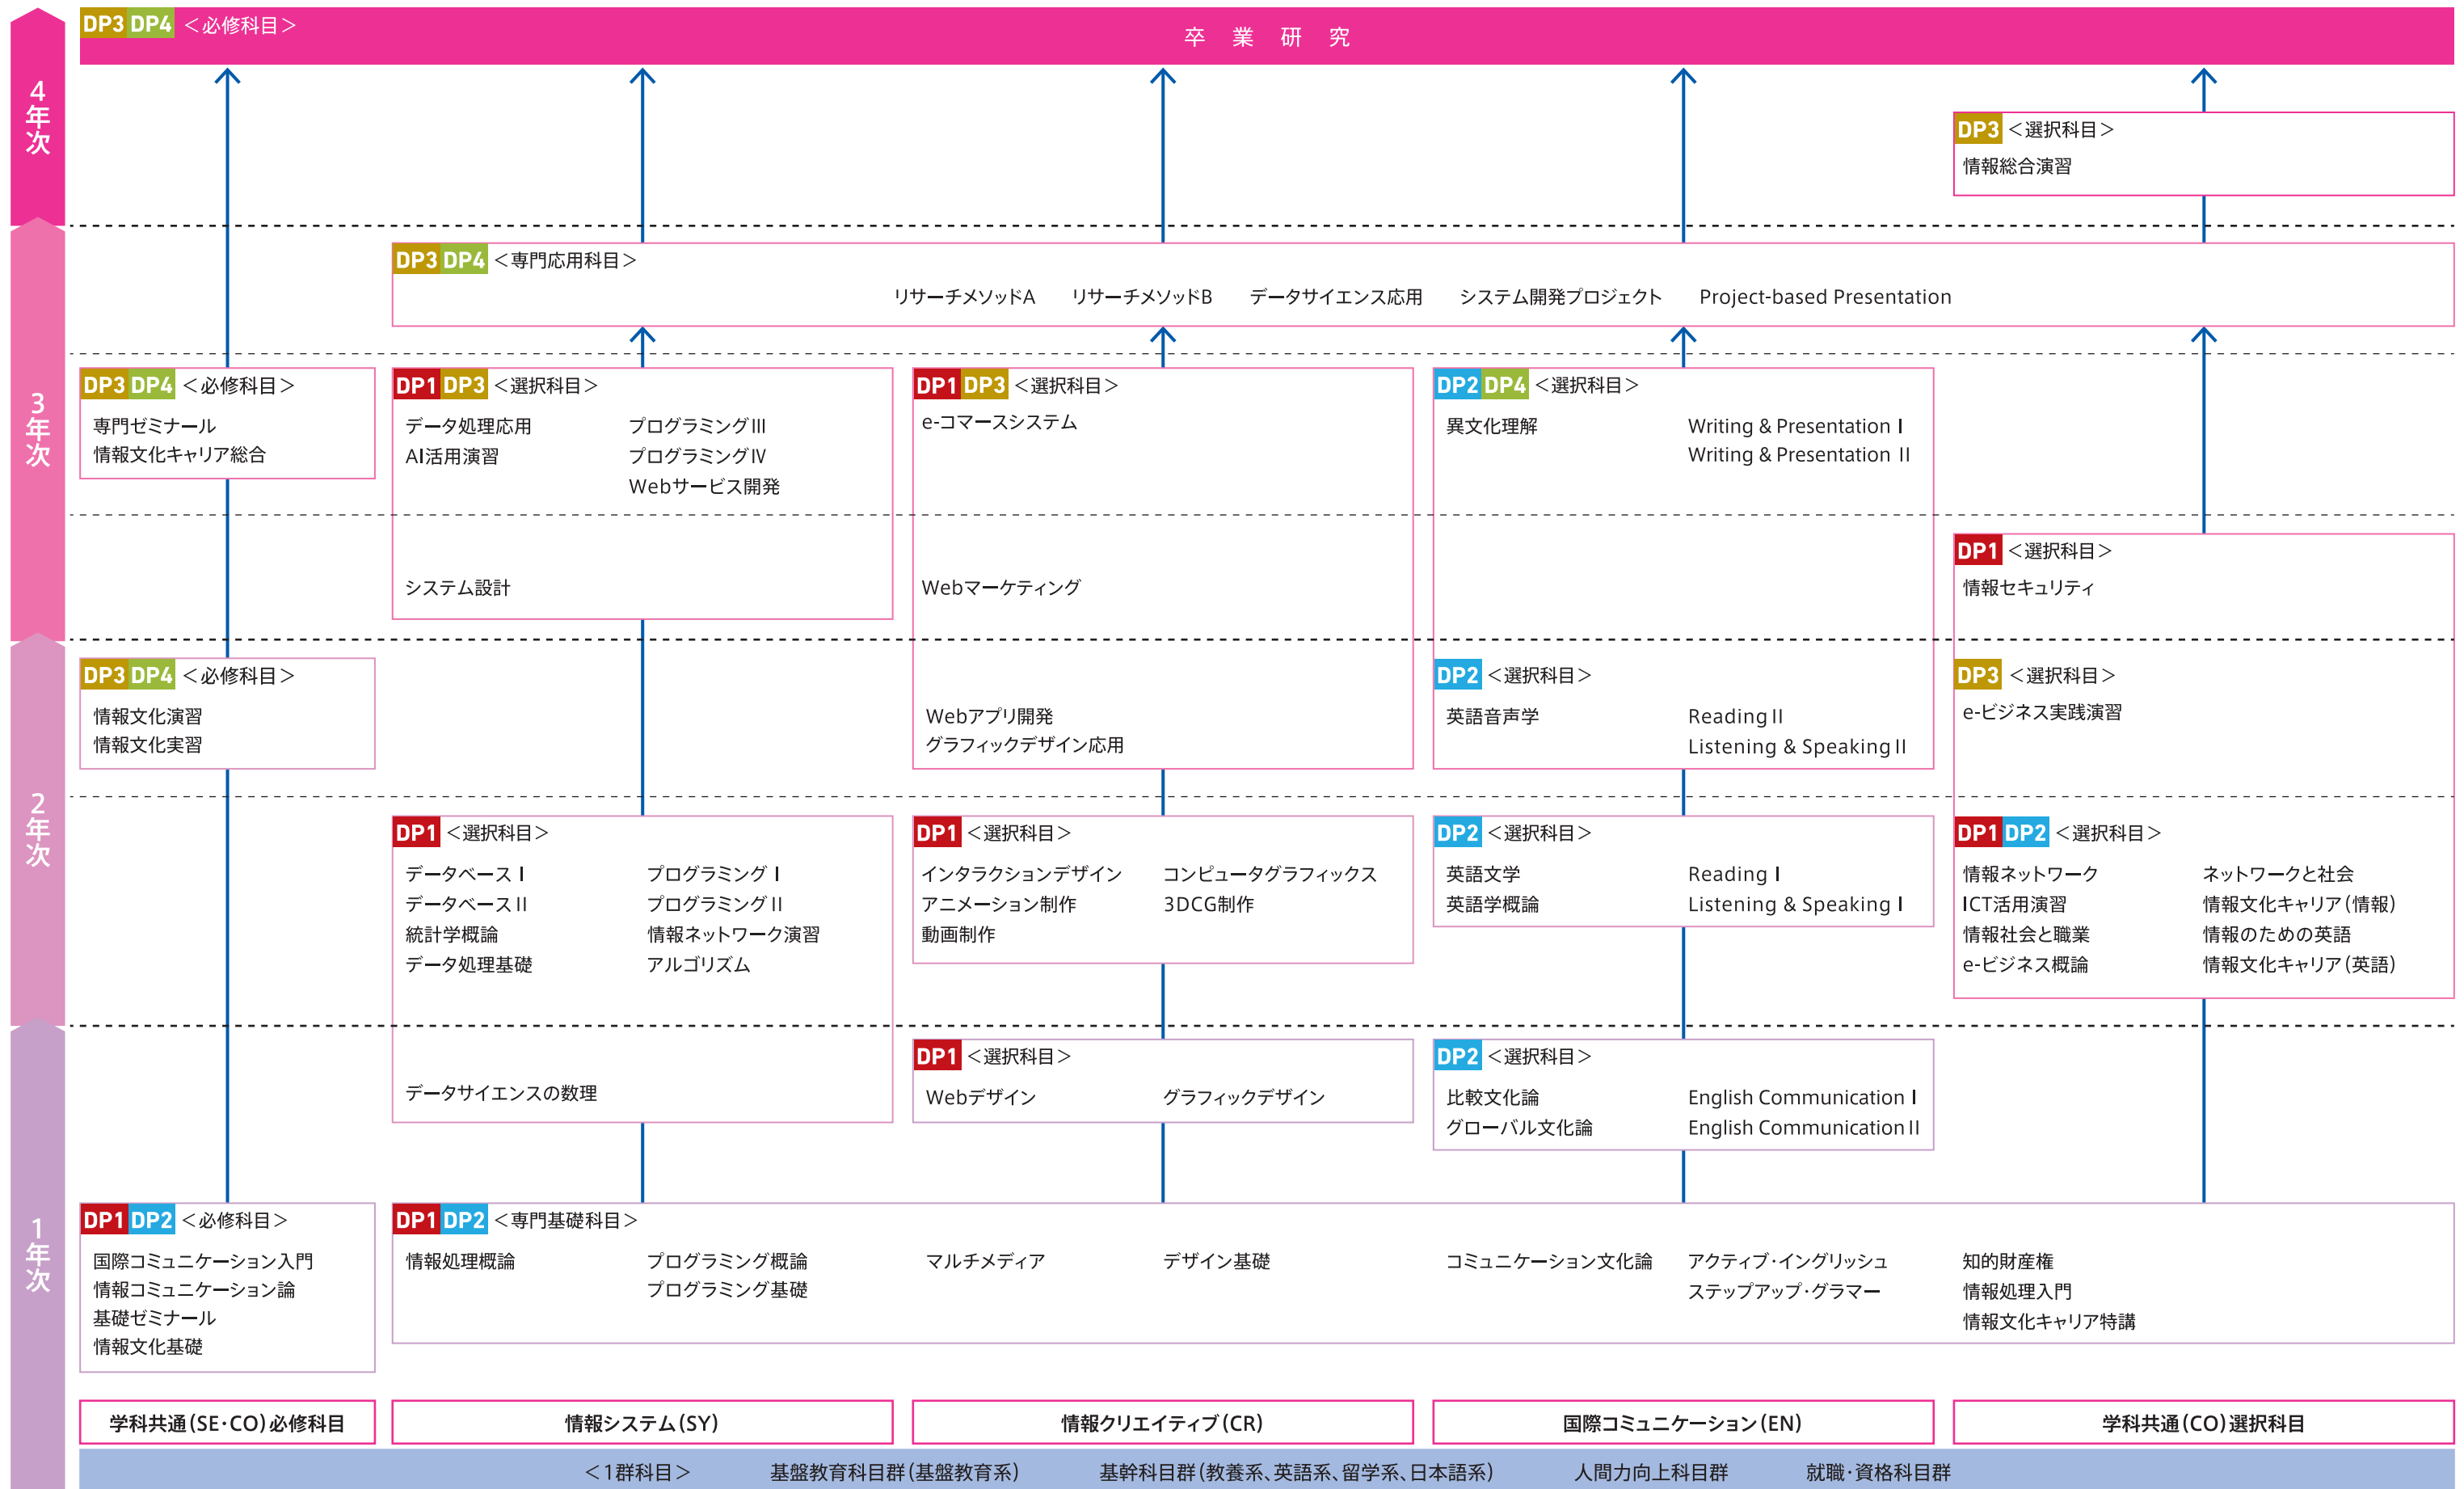 4年次
DP3 DP4 ＜必修科目＞
卒業研究
DP3 ＜選択科目＞
情報総合演習
3年次
DP3 DP4 ＜専門応用科目＞
リサーチメソッドA リサーチメソッドB データサイエンス応用 システム開発プロジェクト Project-based Presentation
DP3 DP4 ＜必修科目＞
専門ゼミナール
情報文化キャリア総合
DP1 DP3 ＜選択科目＞
データ処理応用 プログラミングⅢ
AI活用演習 プログラミングⅣ
Webサービス開発
システム設計
DP1 DP3 ＜選択科目＞
e-コマースシステム
Webマーケティング
Webアプリ開発
グラフィックデザイン応用
DP2 DP4 ＜選択科目＞
異文化理解 Writing & Presentation Ⅰ
Writing & Presentation Ⅱ
DP1 ＜選択科目＞
情報セキュリティ
2年次
DP3 DP4 ＜必修科目＞
情報文化演習
情報文化実習
DP2 ＜選択科目＞
英語音声学 ReadingⅡ
Listening & SpeakingⅡ
DP3 ＜選択科目＞
e-ビジネス実践演習
DP1 ＜選択科目＞
データベースⅠ プログラミングⅠ
データベースⅡ プログラミングⅡ
統計学概論 情報ネットワーク演習
データ処理基礎 アルゴリズム
データサイエンスの数理
DP1 ＜選択科目＞
インタラクションデザイン コンピュータグラフィックス
アニメーション制作 3DCG制作
動画制作
DP2 ＜選択科目＞
英語文学 ReadingⅠ
英語学概論 Listening & SpeakingⅠ
DP1 DP2 ＜選択科目＞
情報ネットワーク ネットワークと社会
ICT活用演習 情報文化キャリア（情報）
情報社会と職業 情報のための英語
e-ビジネス概論 情報文化キャリア（英語）
1年次
DP1 ＜選択科目＞
Webデザイン グラフィックデザイン
DP2 ＜選択科目＞
比較文化論 English CommunicationⅠ
グローバル文化論 English CommunicationⅡ
DP1 DP2 ＜必修科目＞
国際コミュニケーション入門
情報コミュニケーション論
基礎ゼミナール
情報文化基礎
DP1 DP2 ＜専門基礎科目＞
情報処理概論 プログラミング概論 マルチメディア デザイン基礎 コミュニケーション文化論 アクティブ・イングリッシュ 知的財産権
プログラミング基礎 ステップアップ・グラマー 情報処理入門
情報文化キャリア特講
学科共通（SE・CO）必修科目
情報システム（SY）
情報クリエイティブ（CR）
国際コミュニケーション（EN）
学科共通（CO）選択科目
＜1群科目＞ 基盤教育科目群（基盤教育系） 基幹科目群（教養系、英語系、留学系、日本語系） 人間力向上科目群 就職・資格科目群